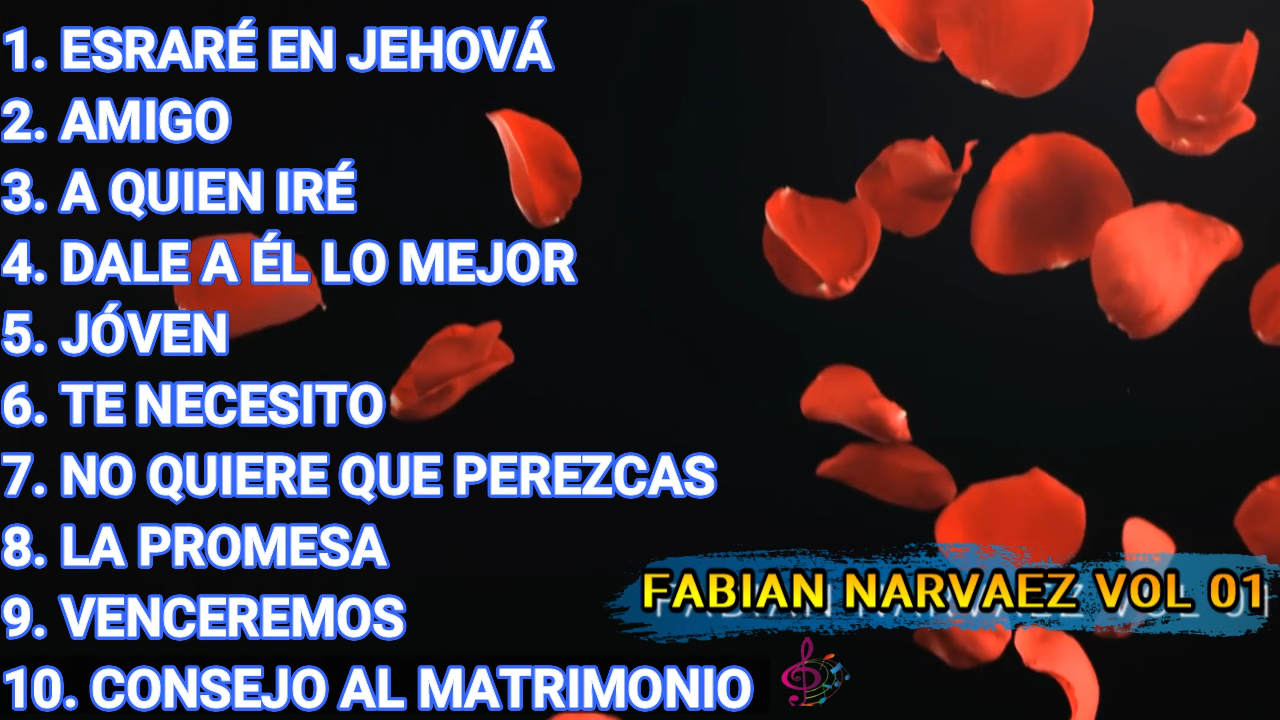 1. ESRARÉ EN JEHOVÁ
2. AMIGO
3. A QUIEN IRÉ
4. DALE A ÉL LO MEJOR
5. JÓVEN
6. TE NECESITO
7. NO QUIERE QUE PEREZCAS
8. LA PROMESA
9. VENCEREMOS
10. CONSEJO AL MATRIMONIO
FABIAN NARVAEZ VOL 01